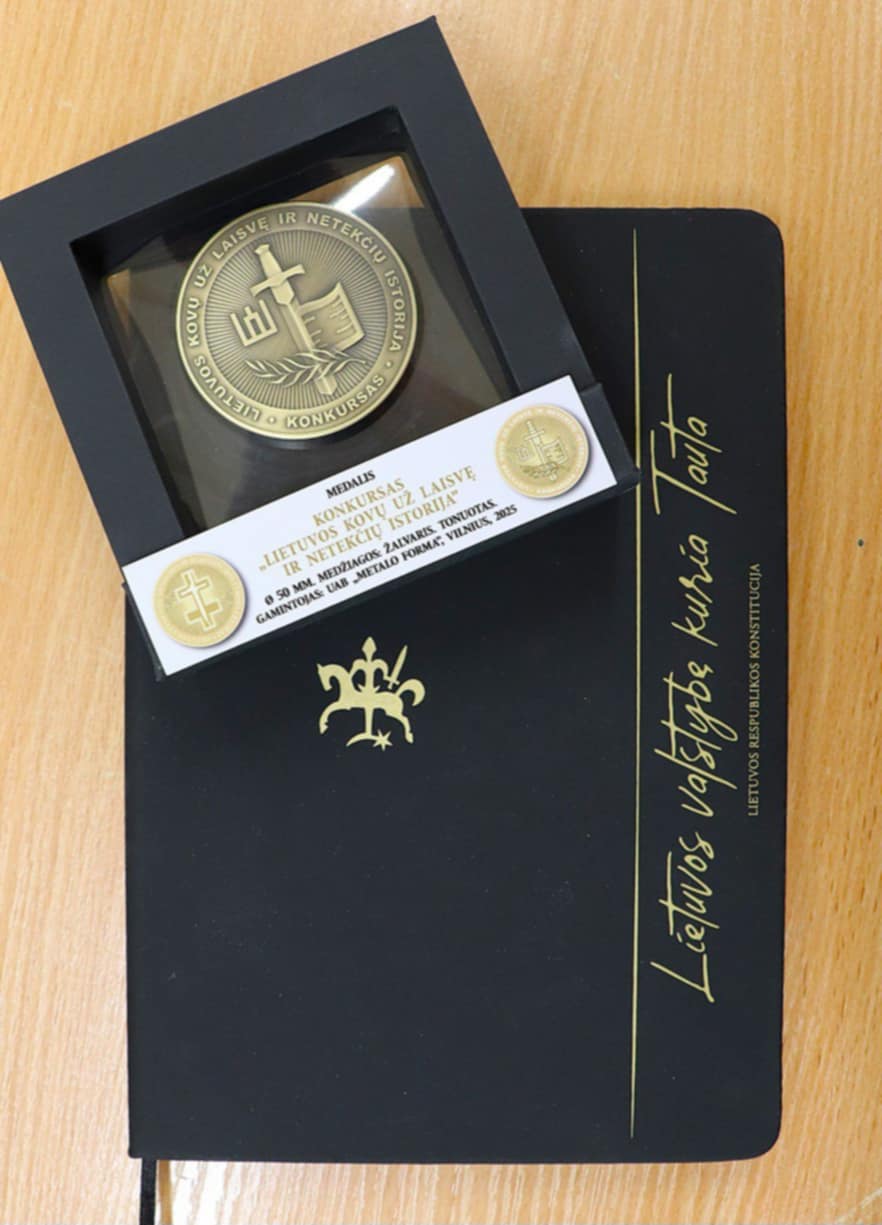 LIETUVOS KOVŲ UŽ LAISVĘ IR NETEKČIŲ ISTORIJA
• KONKURSAS •
MEDALIS
KONKURSAS
„LIETUVOS KOVŲ UŽ LAISVĘ
IR NETEKČIŲ ISTORIJA“
Ø 50 MM. MEDŽIAGOS: ŽALVARIS. TONUOTAS.
GAMINTOJAS: UAB „METALO FORMA“, VILNIUS, 2025
Lietuvos valstybę kuria Tauta
LIETUVOS RESPUBLIKOS KONSTITUCIJA